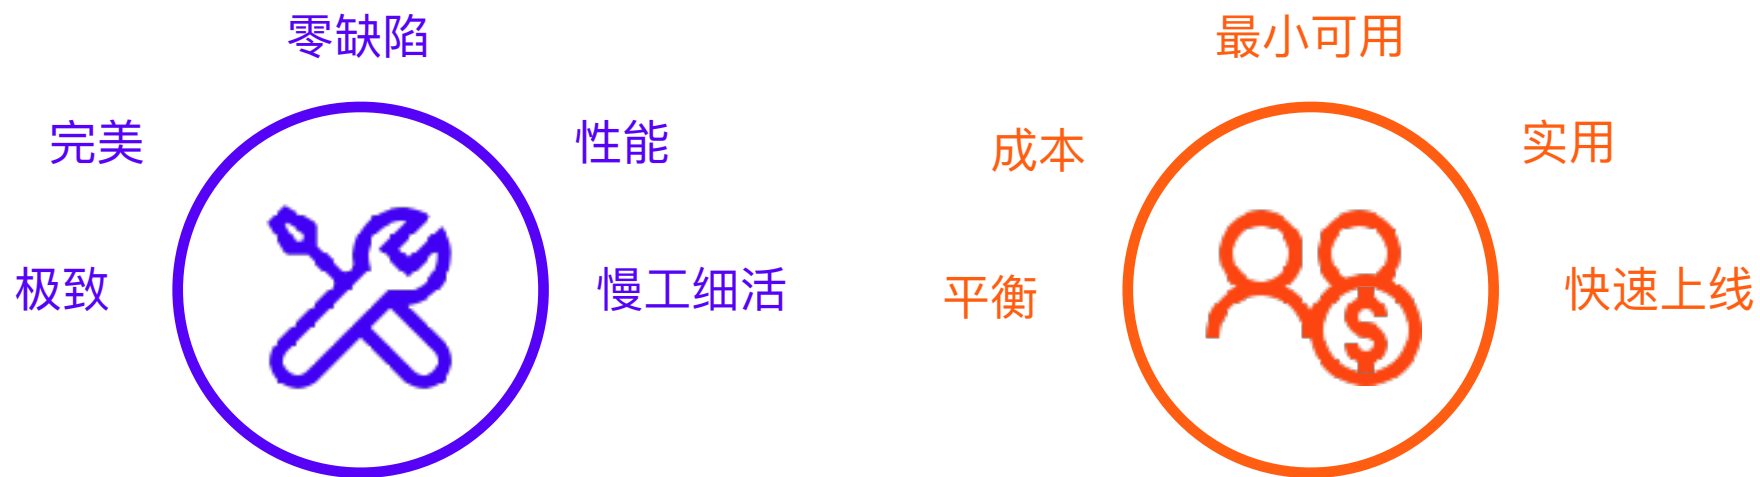 零缺陷
完美
性能
极致
慢工细活
最小可用
成本
实用
平衡
快速上线